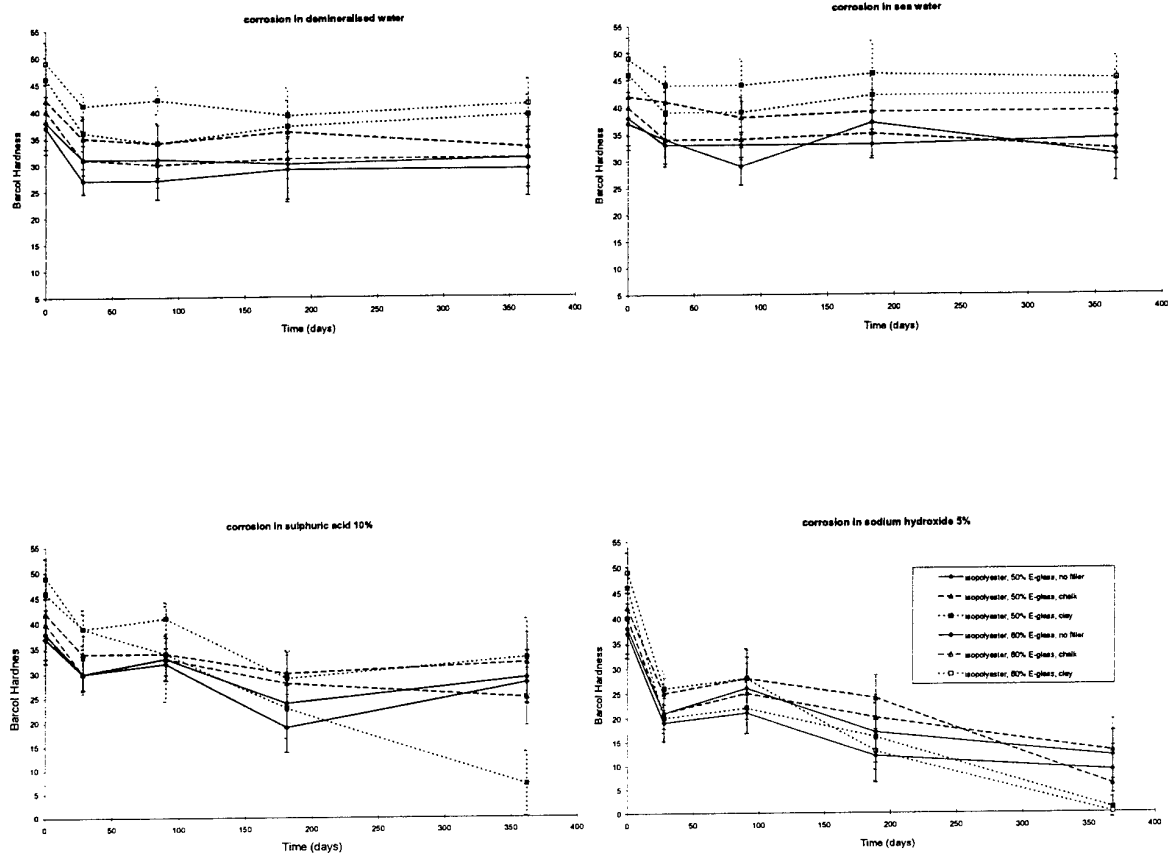 corrosion in demineralised water
55
50
45
40
35
30
25
20
15
10
5
Barcol Hardness
0 50 100 150 200 250 300 350 400
Time (days)
corrosion in sea water
55
50
45
40
35
30
25
20
15
10
5
Barcol Hardness
0 50 100 150 200 250 300 350 400
Time (days)
corrosion in sulphuric acid 10%
55
50
45
40
35
30
25
20
15
10
5
0
Barcol Hardness
0 50 100 150 200 250 300 350 400
Time (days)
corrosion in sodium hydroxide 5%
55
50
45
40
35
30
25
20
15
10
5
0
Barcol Hardness
0 50 100 150 200 250 300 350 400
Time (days)
isopolyester, 50% E-glass, no filler
isopolyester, 50% E-glass, chalk
isopolyester, 50% E-glass, clay
isopolyester, 60% E-glass, no filler
isopolyester, 60% E-glass, chalk
isopolyester, 60% E-glass, clay